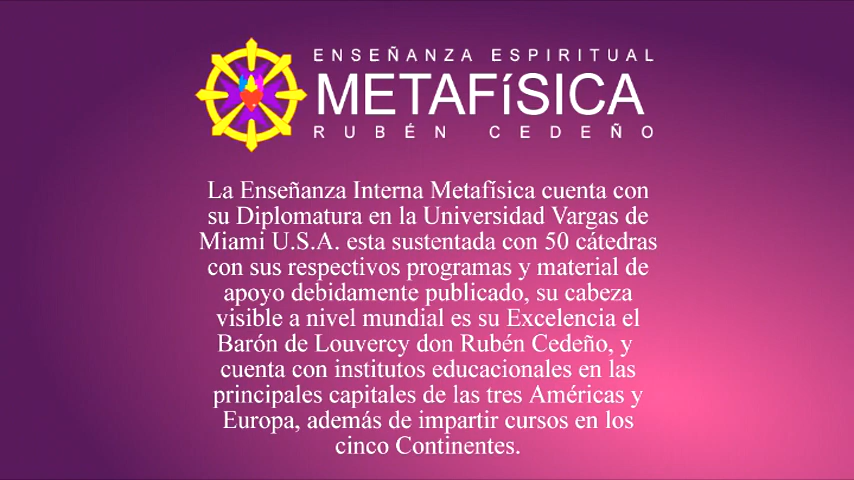 ENSEÑANZA ESPIRITUAL
METAFíSICA
RUBÉN CEDEÑO
La Enseñanza Interna Metafísica cuenta con
su Diplomatura en la Universidad Vargas de
Miami U.S.A. esta sustentada con 50 cátedras
con sus respectivos programas y material de
apoyo debidamente publicado, su cabeza
visible a nivel mundial es su Excelencia el
Barón de Louvercy don Rubén Cedeño, y
cuenta con institutos educacionales en las
principales capitales de las tres Américas y
Europa, además de impartir cursos en los
cinco Continentes.